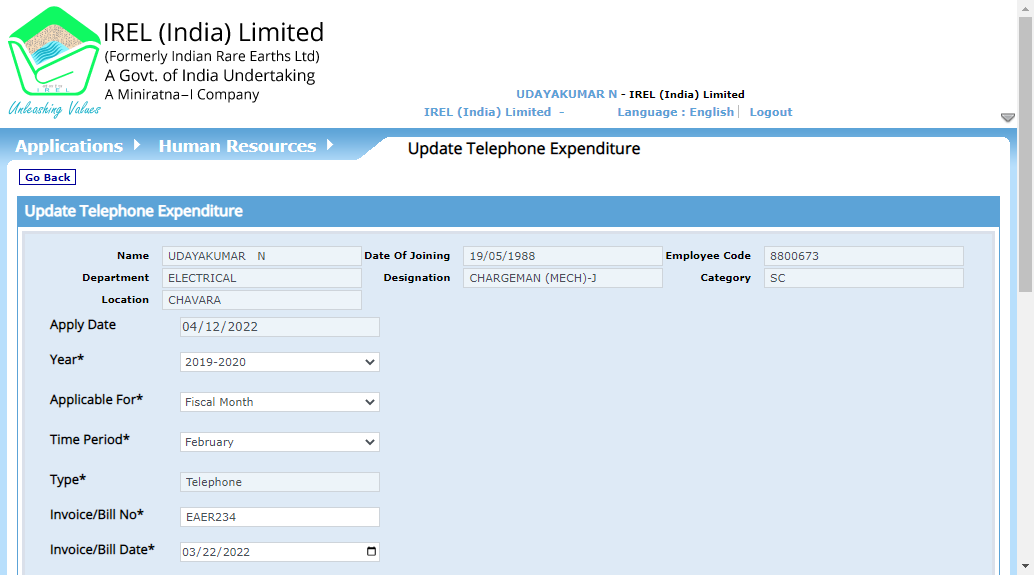 IREL (India) Limited
(Formerly Indian Rare Earths Ltd)
A Govt. of India Undertaking
A Miniratna–I Company
Unleashing Values
UDAYAKUMAR N - IREL (India) Limited
IREL (India) Limited -
Language : English | Logout
Applications Human Resources
Update Telephone Expenditure
Go Back
Update Telephone Expenditure
Name UDAYAKUMAR N Date Of Joining 19/05/1988 Employee Code 8800673
Department ELECTRICAL Designation CHARGEMAN (MECH)-J Category SC
Location CHAVARA
Apply Date 04/12/2022
Year* 2019-2020
Applicable For* Fiscal Month
Time Period* February
Type* Telephone
Invoice/Bill No* EAER234
Invoice/Bill Date* 03/22/2022